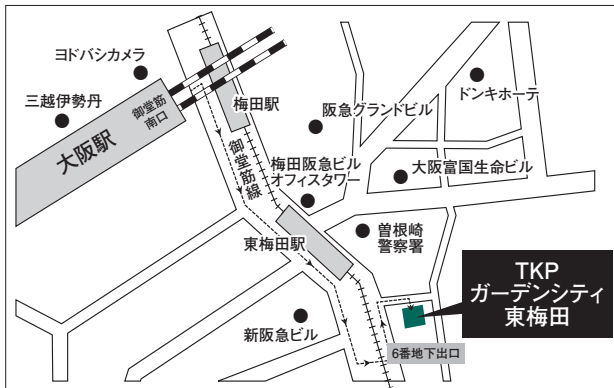 ヨドバシカメラ
三越伊勢丹
御堂筋
南口
大阪駅
梅田駅
御堂筋線
阪急グランドビル
ドンキホーテ
梅田阪急ビル
オフィスタワー
大阪富国生命ビル
東梅田駅
曽根崎
警察署
TKP
ガーデンシティ
東梅田
新阪急ビル
6番地下出口